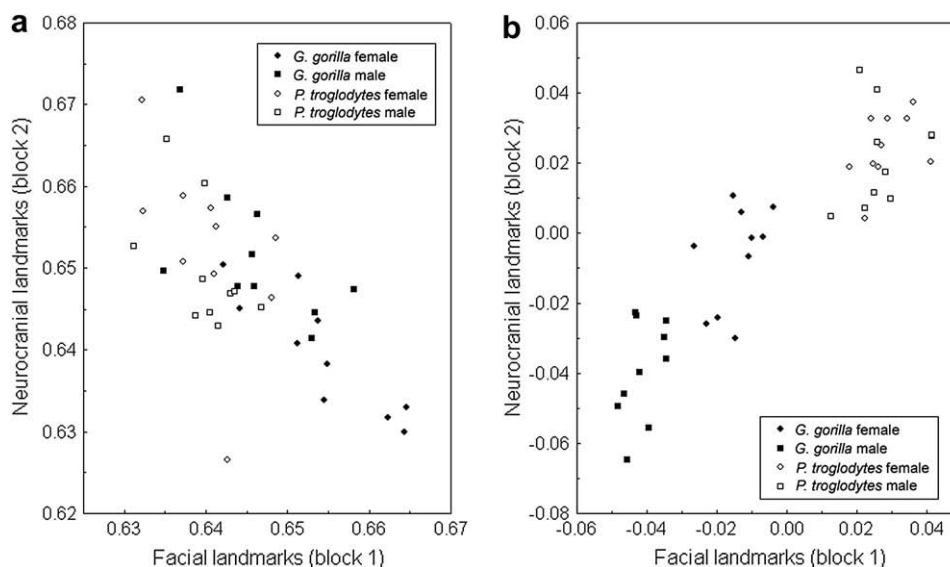 a
Neurocranial landmarks (block 2)
0.68
0.67
0.66
0.65
0.64
0.63
0.62
G. gorilla female
G. gorilla male
P. troglodytes female
P. troglodytes male
0.63 0.64 0.65 0.66 0.67
Facial landmarks (block 1)
b
Neurocranial landmarks (block 2)
0.06
0.04
0.02
0.00
-0.02
-0.04
-0.06
-0.08
G. gorilla female
G. gorilla male
P. troglodytes female
P. troglodytes male
-0.06 -0.04 -0.02 0.00 0.02 0.04
Facial landmarks (block 1)